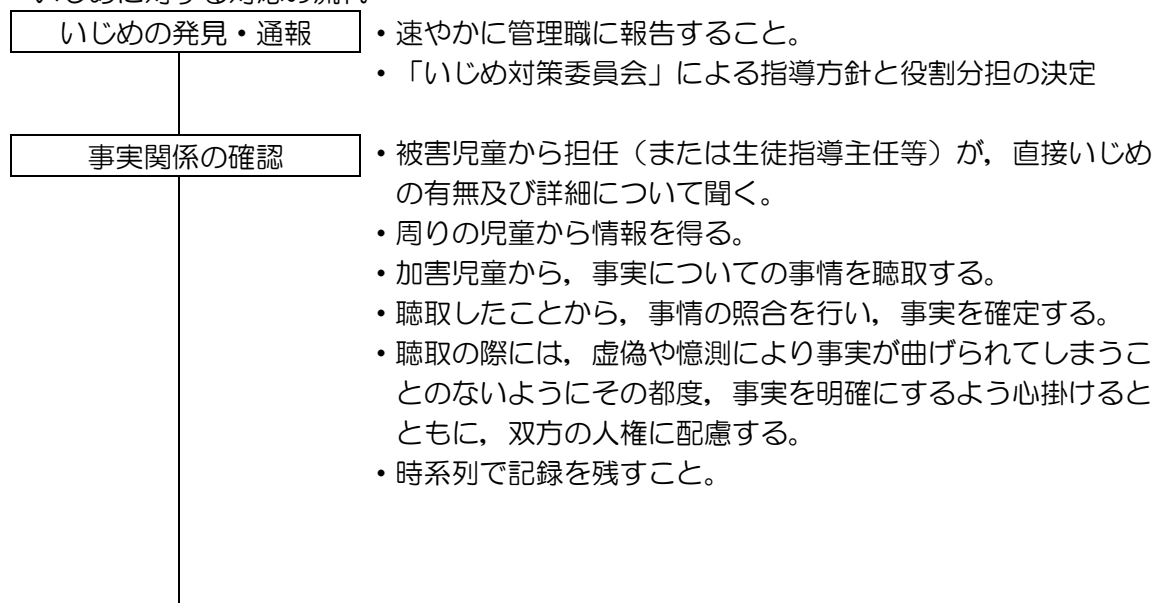 いじめの発見・通報
・速やかに管理職に報告すること。
・「いじめ対策委員会」による指導方針と役割分担の決定
事実関係の確認
・被害児童から担任（または生徒指導主任等）が，直接いじめ
の有無及び詳細について聞く。
・周りの児童から情報を得る。
・加害児童から，事実についての事情を聴取する。
・聴取したことから，事情の照合を行い，事実を確定する。
・聴取の際には，虚偽や憶測により事実が曲げられてしまうこ
とのないようにその都度，事実を明確にするよう心掛けると
ともに，双方の人権に配慮する。
・時系列で記録を残すこと。